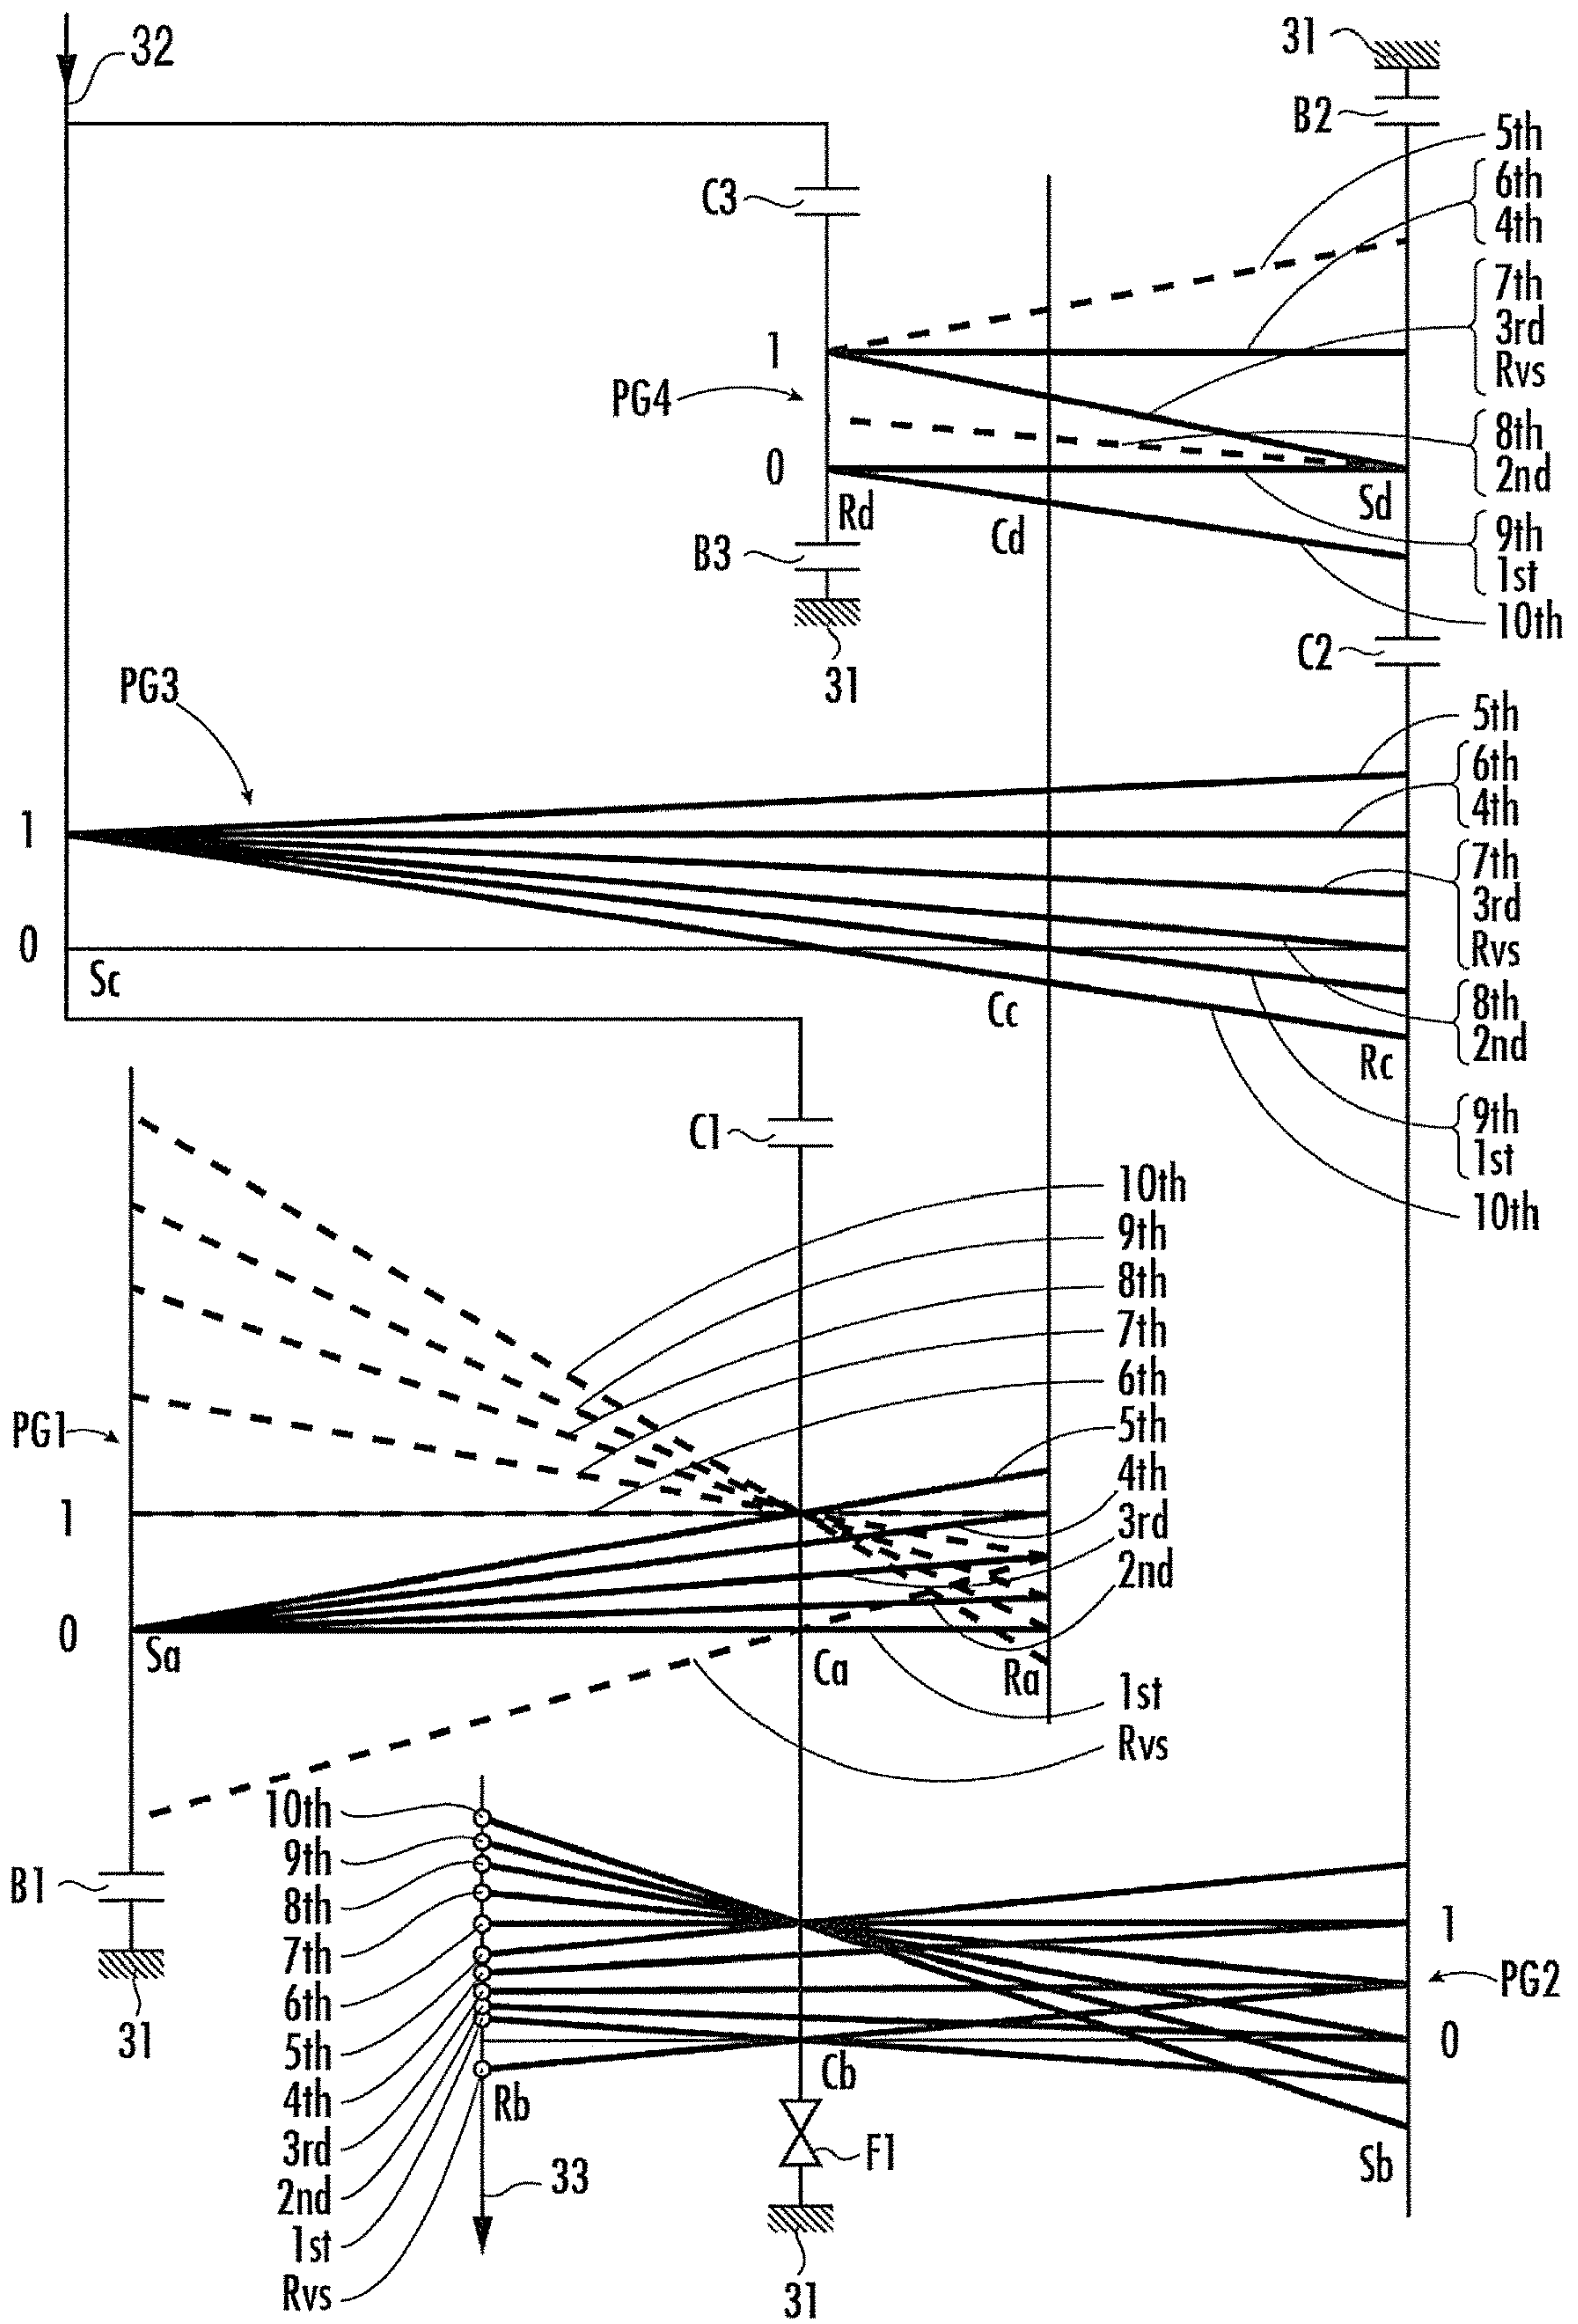 32
31
B2
5th
6th
4th
C3
7th
3rd
Rvs
1
PG4
8th
2nd
0
Rd
Cd
Sd
9th
1st
B3
10th
31
C2
PG3
5th
6th
4th
1
7th
3rd
Rvs
0
Sc
Cc
8th
2nd
Rc
9th
1st
10th
C1
10th
9th
8th
7th
6th
5th
4th
3rd
2nd
PG1
1
0
Sa
Ca
Ra
1st
Rvs
10th
9th
8th
7th
6th
5th
4th
3rd
2nd
1st
Rvs
B1
31
1
PG2
0
Rb
Cb
F1
Sb
33
31